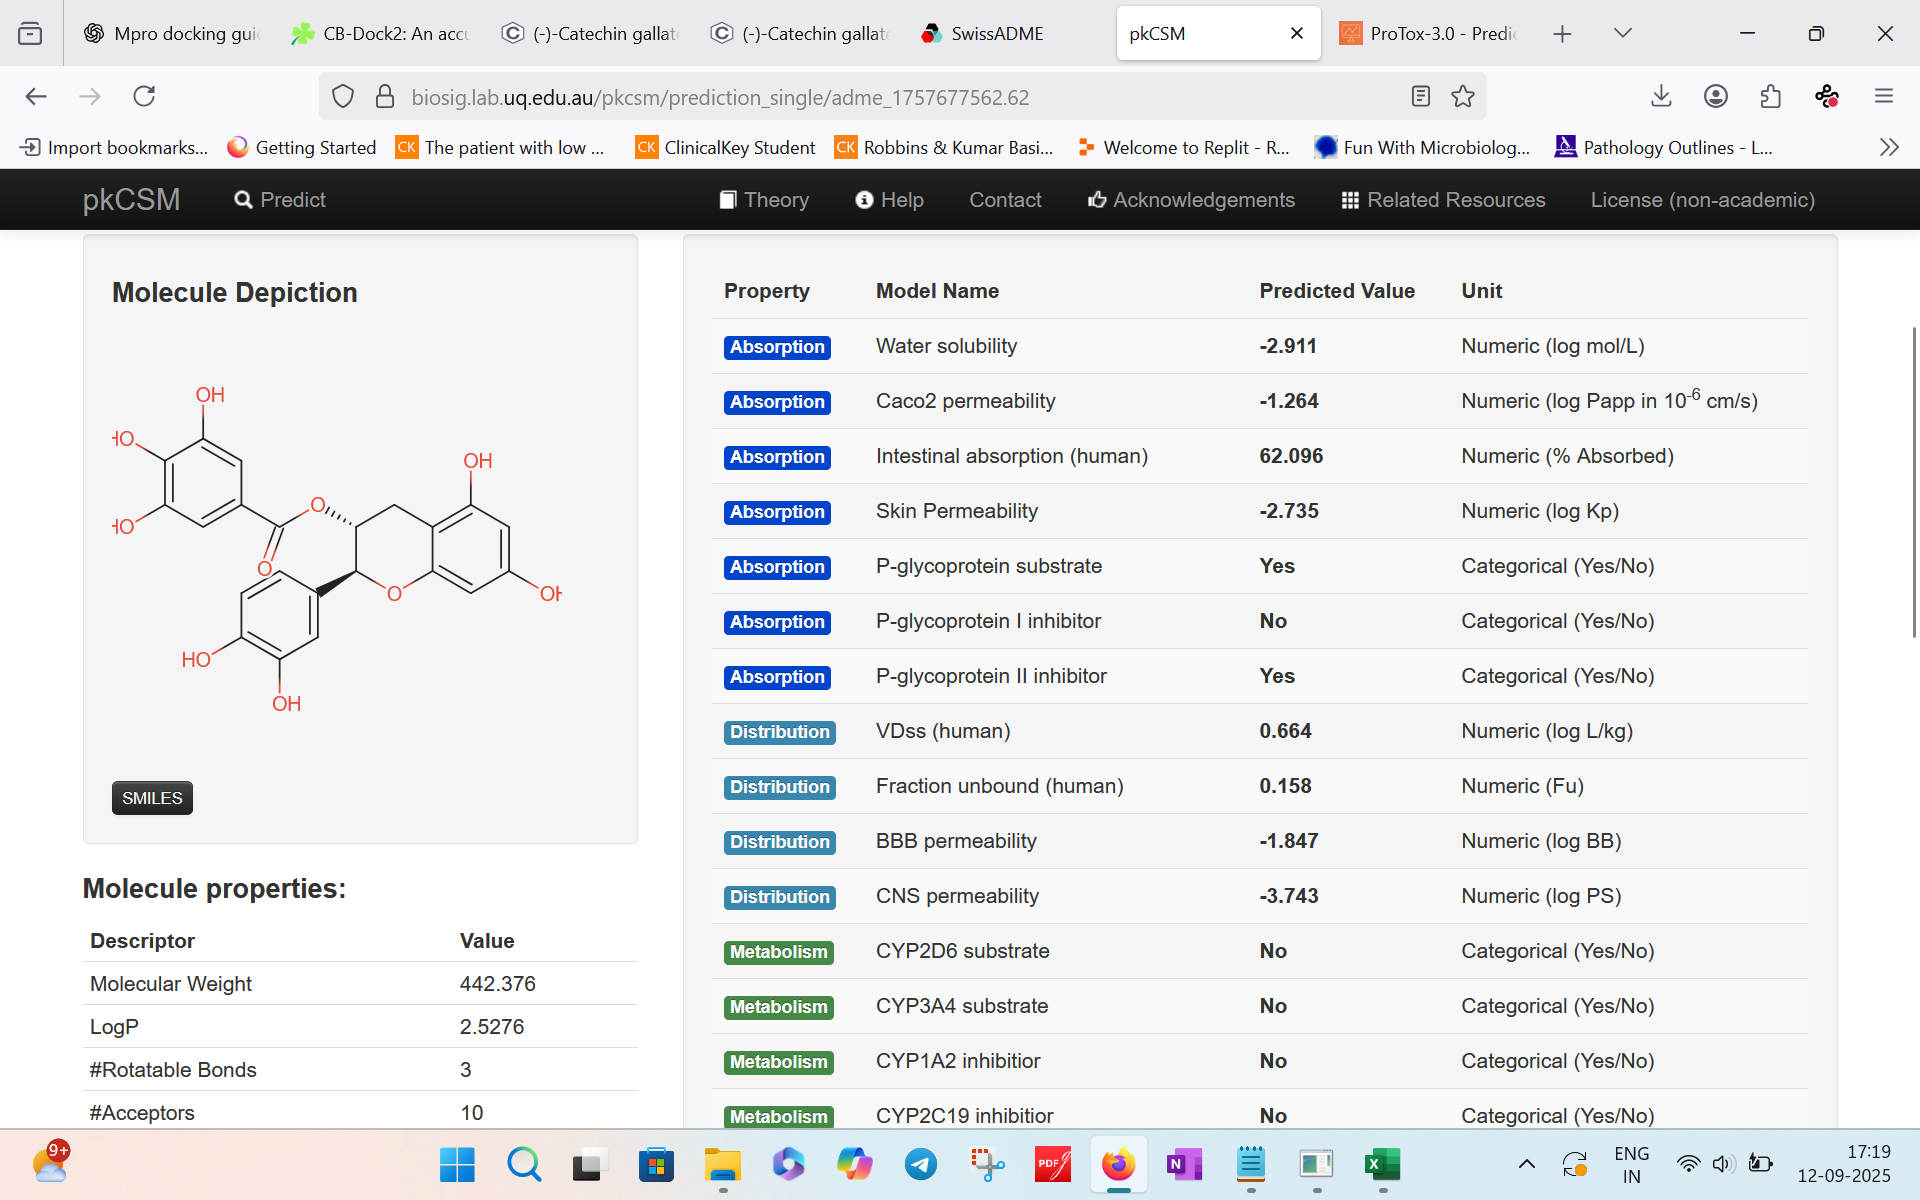 Mpro docking gui
CB-Dock2: An accu
(-)-Catechin gallat
(-)-Catechin gallat
SwissADME
pkCSM
ProTox-3.0 - Predic
biosig.lab.uq.edu.au/pkcsm/prediction_single/adme_1757677562.62
Import bookmarks...
Getting Started
CK The patient with low ...
CK ClinicalKey Student
CK Robbins & Kumar Basi...
Welcome to Replit - R...
Fun With Microbiolog...
Pathology Outlines - L...
pkCSM Predict Theory Help Contact Acknowledgements Related Resources License (non-academic)
Molecule Depiction
OH
HO
OH
O
HO
O
O
OH
HO
OH
SMILES
Molecule properties:
Descriptor Value
Molecular Weight 442.376
LogP 2.5276
#Rotatable Bonds 3
#Acceptors 10
Property Model Name Predicted Value Unit
Absorption Water solubility -2.911 Numeric (log mol/L)
Absorption Caco2 permeability -1.264 Numeric (log Papp in 10-6 cm/s)
Absorption Intestinal absorption (human) 62.096 Numeric (% Absorbed)
Absorption Skin Permeability -2.735 Numeric (log Kp)
Absorption P-glycoprotein substrate Yes Categorical (Yes/No)
Absorption P-glycoprotein I inhibitor No Categorical (Yes/No)
Absorption P-glycoprotein II inhibitor Yes Categorical (Yes/No)
Distribution VDss (human) 0.664 Numeric (log L/kg)
Distribution Fraction unbound (human) 0.158 Numeric (Fu)
Distribution BBB permeability -1.847 Numeric (log BB)
Distribution CNS permeability -3.743 Numeric (log PS)
Metabolism CYP2D6 substrate No Categorical (Yes/No)
Metabolism CYP3A4 substrate No Categorical (Yes/No)
Metabolism CYP1A2 inhibitior No Categorical (Yes/No)
Metabolism CYP2C19 inhibitior No Categorical (Yes/No)
9+
PDF
N
X
ENG
IN
17:19
12-09-2025